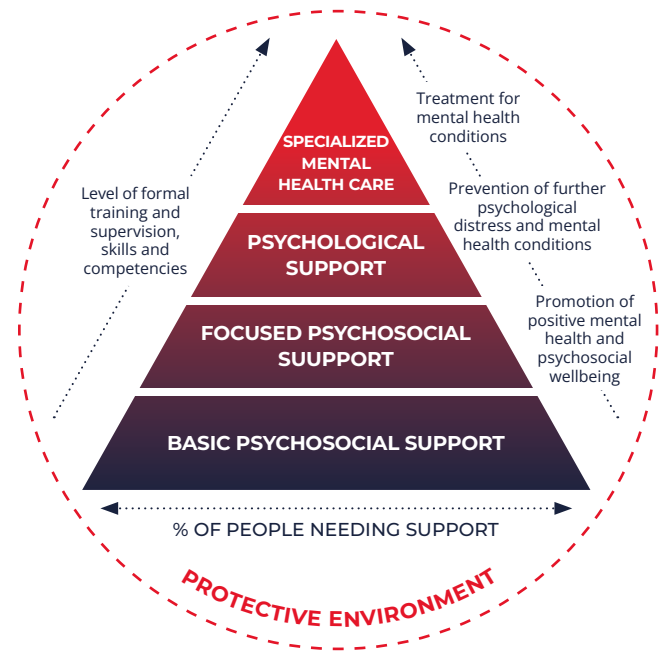 SPECIALIZED
MENTAL
HEALTH CARE
PSYCHOLOGICAL
SUPPORT
FOCUSED PSYCHOSOCIAL
SUUPPORT
BASIC PSYCHOSOCIAL SUPPORT
Level of formal
training and
supervision,
skills and
competencies
Treatment for
mental health
conditions
Prevention of further
psychological
distress and mental
health conditions
Promotion of
positive mental
health and
psychosocial
wellbeing
% OF PEOPLE NEEDING SUPPORT
PROTECTIVE ENVIRONMENT